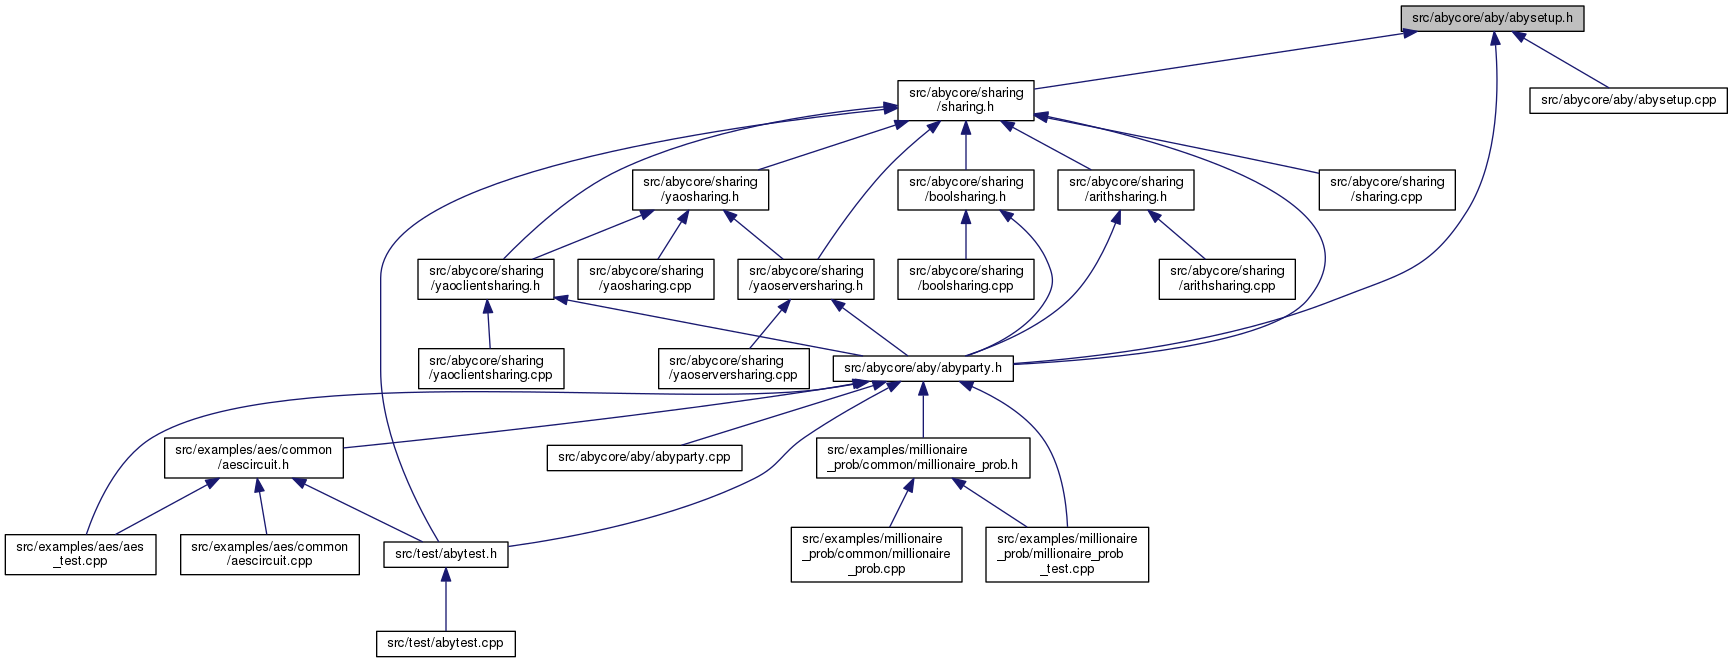 src/abycore/aby/abysetup.h
src/abycore/sharing
/sharing.h
src/abycore/aby/abysetup.cpp
src/abycore/sharing
/yaosharing.h
src/abycore/sharing
/boolsharing.h
src/abycore/sharing
/arithsharing.h
src/abycore/sharing
/sharing.cpp
src/abycore/sharing
/yaoclientsharing.h
src/abycore/sharing
/yaosharing.cpp
src/abycore/sharing
/yaoserversharing.h
src/abycore/sharing
/boolsharing.cpp
src/abycore/sharing
/arithsharing.cpp
src/abycore/sharing
/yaoclientsharing.cpp
src/abycore/sharing
/yaoserversharing.cpp
src/abycore/aby/abyparty.h
src/examples/aes/common
/aescircuit.h
src/abycore/aby/abyparty.cpp
src/examples/millionaire
_prob/common/millionaire_prob.h
src/examples/aes/aes
_test.cpp
src/examples/aes/common
/aescircuit.cpp
src/test/abytest.h
src/examples/millionaire
_prob/common/millionaire
_prob.cpp
src/examples/millionaire
_prob/millionaire_prob
_test.cpp
src/test/abytest.cpp